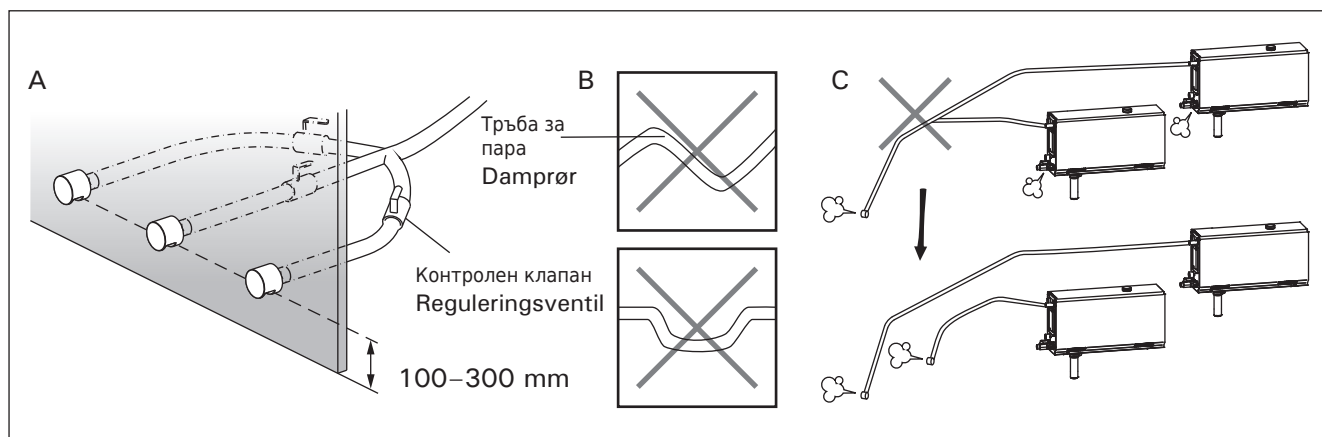 A
B
C
Тръба за
пара
Damprør
Контролен клапан
Reguleringsventil
100–300 mm